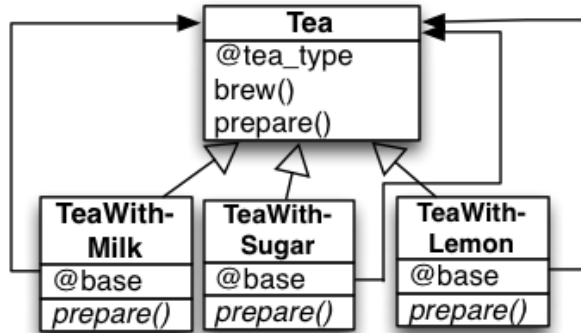 Tea
@tea_type
brew()
prepare()
TeaWith-
Milk
@base
prepare()
TeaWith-
Sugar
@base
prepare()
TeaWith-
Lemon
@base
prepare()